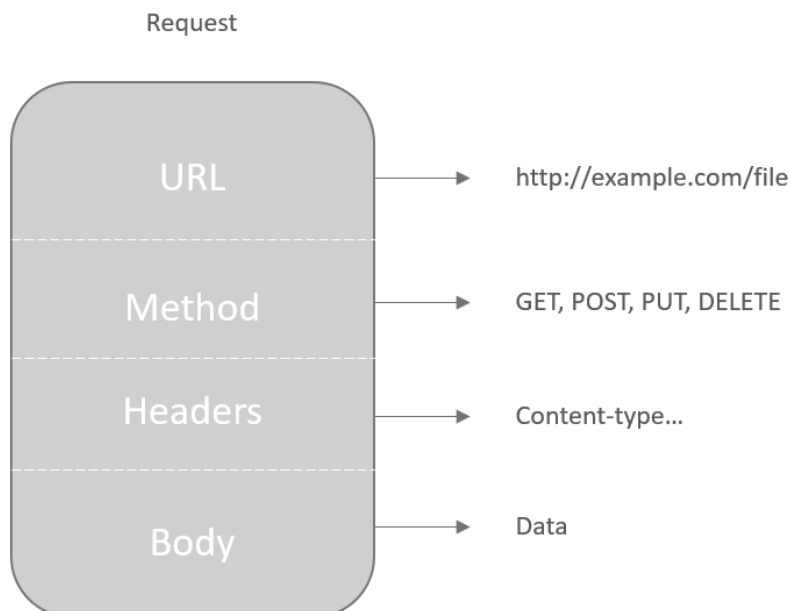 Request
URL
http://example.com/file
Method
GET, POST, PUT, DELETE
Headers
Content-type...
Body
Data